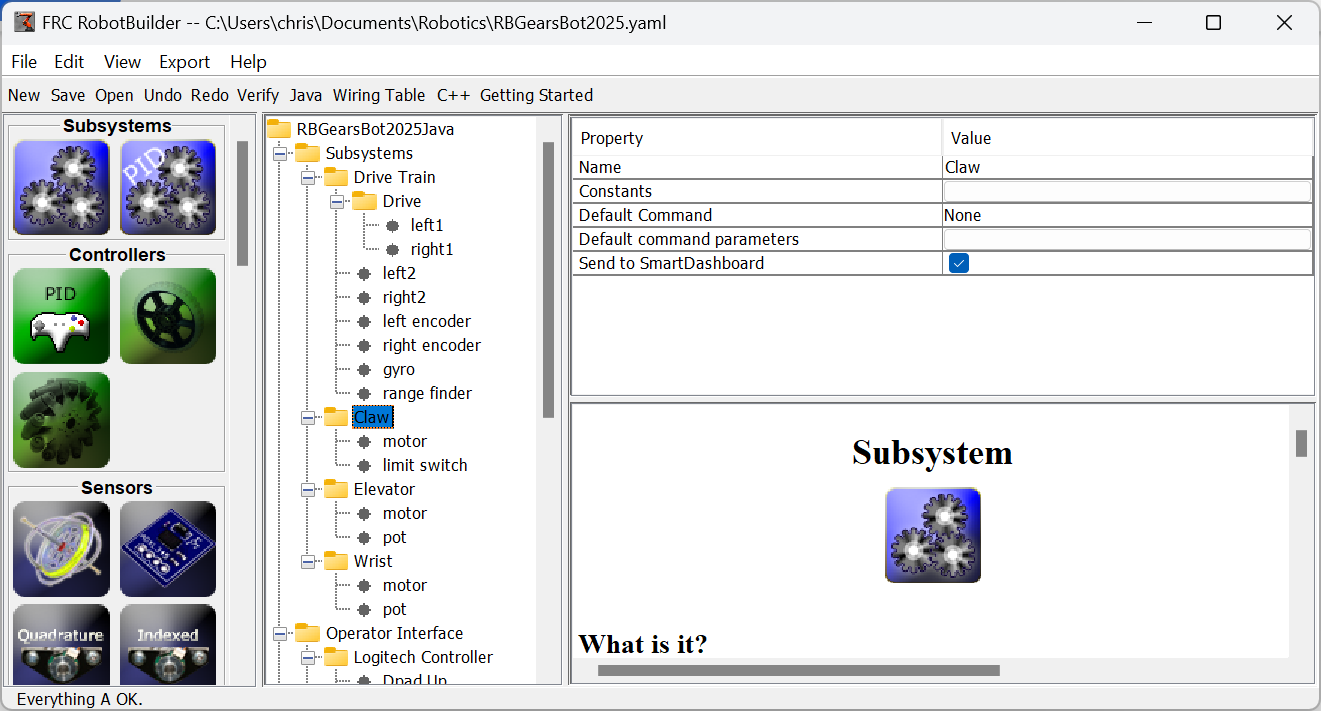 FRC RobotBuilder -- C:\Users\chris\Documents\Robotics\RBGearsBot2025.yaml
File Edit View Export Help
New Save Open Undo Redo Verify Java Wiring Table C++ Getting Started
Subsystems
PID
Controllers
PID
Sensors
Quadrature
Indexed
RBGearsBot2025Java
Subsystems
Drive Train
Drive
left1
right1
left2
right2
left encoder
right encoder
gyro
range finder
Claw
motor
limit switch
Elevator
motor
pot
Wrist
motor
pot
Operator Interface
Logitech Controller
Dpad Up
Property Value
Name Claw
Constants
Default Command None
Default command parameters
Send to SmartDashboard
Subsystem
What is it?
Everything A OK.